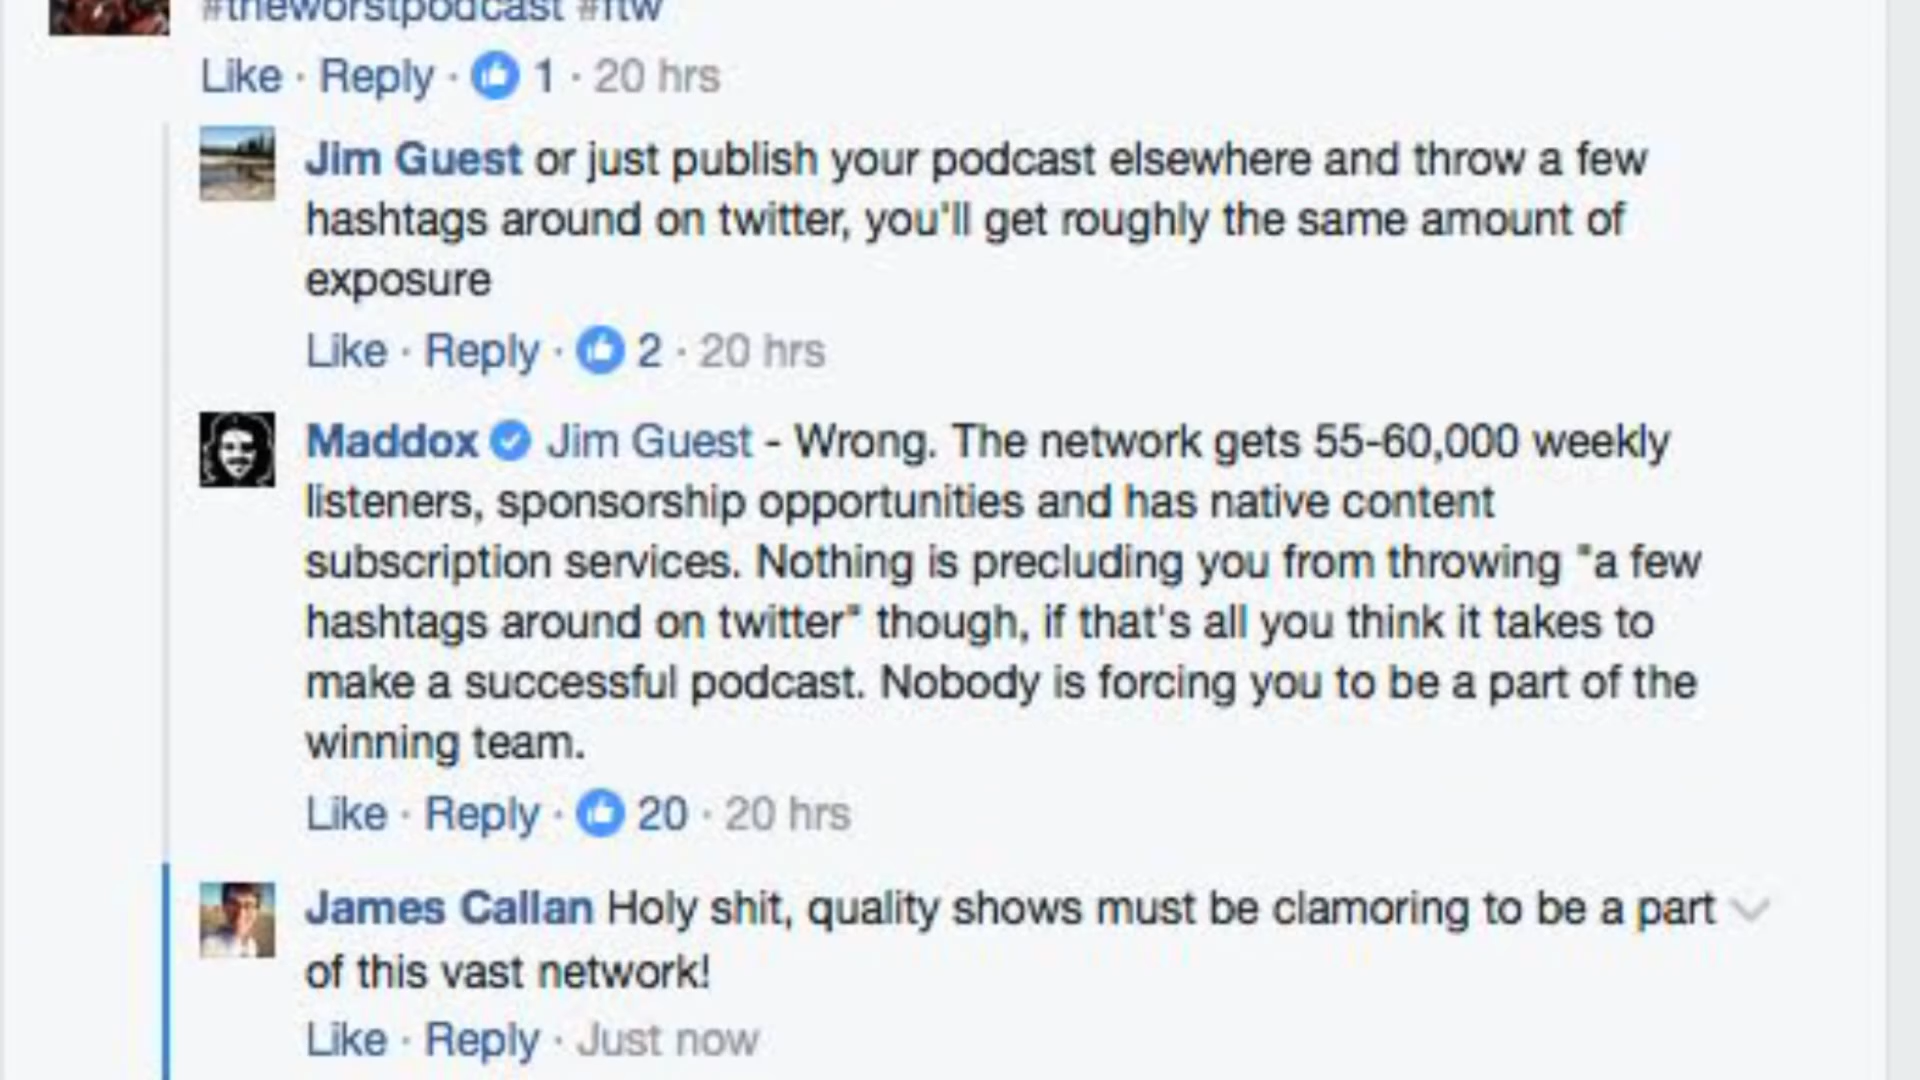 #theworstpodcast #ftw
Like · Reply · 1 · 20 hrs
Jim Guest or just publish your podcast elsewhere and throw a few
hashtags around on twitter, you'll get roughly the same amount of
exposure
Like · Reply · 2 · 20 hrs
Maddox Jim Guest - Wrong. The network gets 55-60,000 weekly
listeners, sponsorship opportunities and has native content
subscription services. Nothing is precluding you from throwing "a few
hashtags around on twitter" though, if that's all you think it takes to
make a successful podcast. Nobody is forcing you to be a part of the
winning team.
Like · Reply · 20 · 20 hrs
James Callan Holy shit, quality shows must be clamoring to be a part
of this vast network!
Like · Reply · Just now